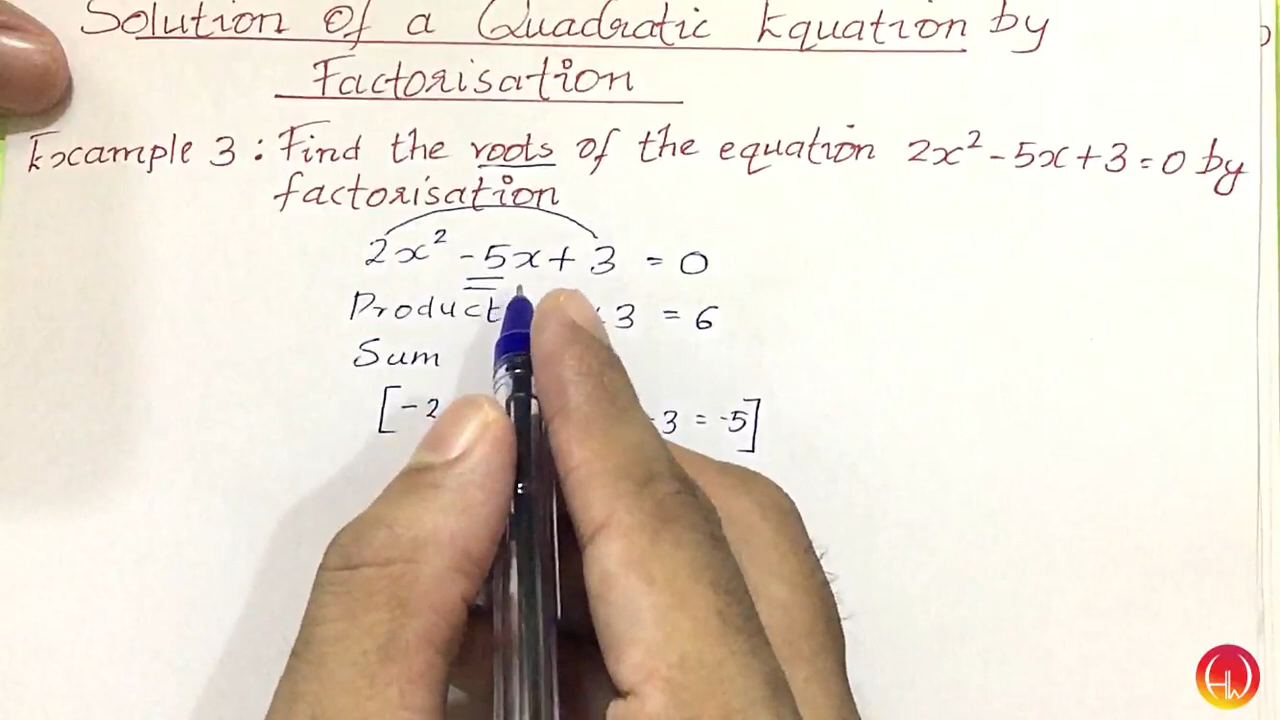 Solution of a Quadratic Equation by
Factorisation
Example 3 : Find the roots of the equation 2x² - 5x + 3 = 0 by
factorisation
2x² - 5x + 3 = 0
Product 3 = 6
Sum
[-2 -3 = -5]
HW